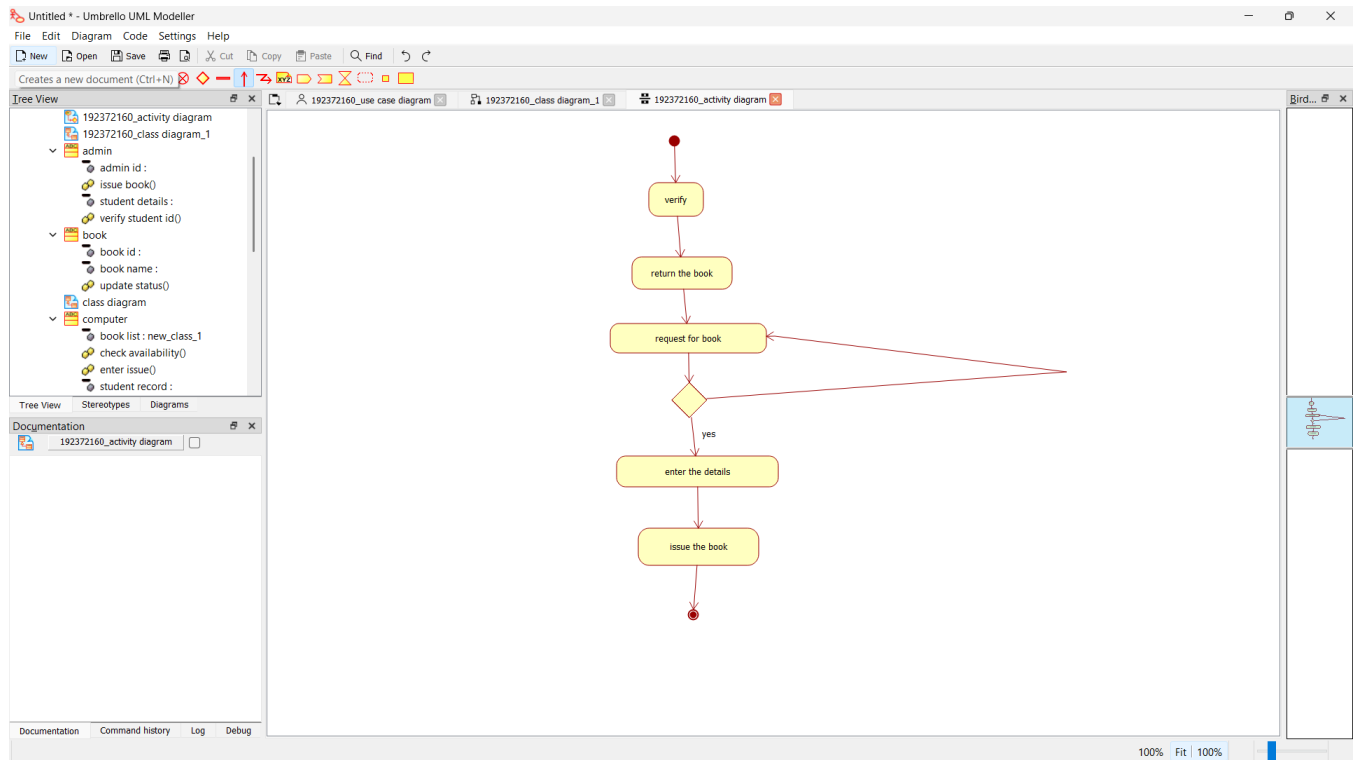 Untitled * - Umbrello UML Modeller
File Edit Diagram Code Settings Help
New Open Save Cut Copy Paste Find
Creates a new document (Ctrl+N)
XYZ
Tree View
192372160_use case diagram
192372160_class diagram_1
192372160_activity diagram
Bird...
192372160_activity diagram
192372160_class diagram_1
ABC
admin
admin id :
issue book()
student details :
verify student id()
ABC
book
book id :
book name :
update status()
class diagram
ABC
computer
book list : new_class_1
check availability()
enter issue()
student record :
Tree View Stereotypes Diagrams
Documentation
192372160_activity diagram
Documentation Command history Log Debug
verify
return the book
request for book
yes
enter the details
issue the book
100% Fit 100%